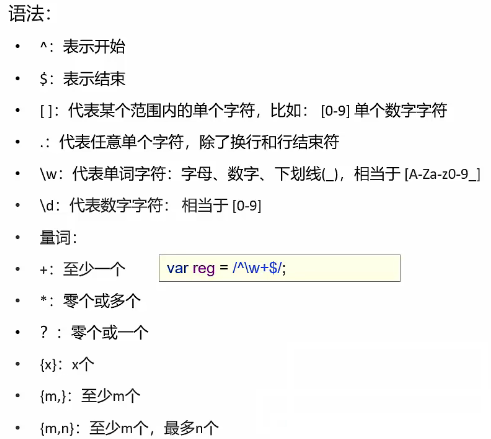 语法：
• ^：表示开始
• $：表示结束
• [ ]：代表某个范围内的单个字符，比如： [0-9] 单个数字字符
• .：代表任意单个字符，除了换行和行结束符
• \w：代表单词字符：字母、数字、下划线(_)，相当于 [A-Za-z0-9_]
• \d：代表数字字符： 相当于 [0-9]
• 量词：
• +：至少一个
var reg = /^\w+$/;
• *：零个或多个
• ？：零个或一个
• {x}：x个
• {m,}：至少m个
• {m,n}：至少m个，最多n个